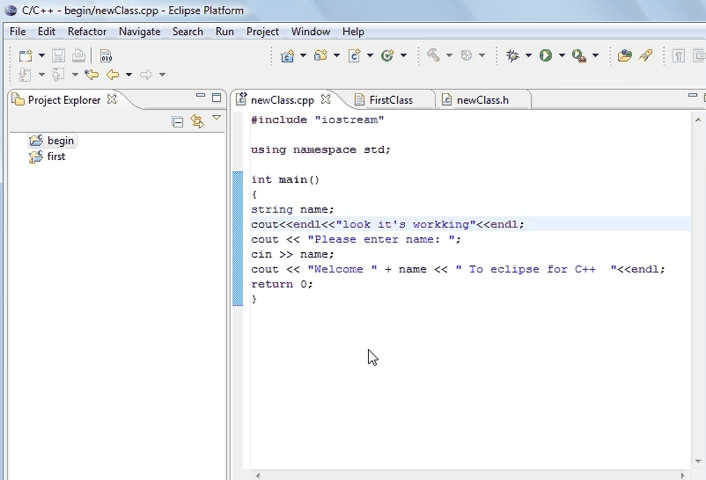 C/C++ - begin/newClass.cpp - Eclipse Platform
File Edit Refactor Navigate Search Run Project Window Help
010
Project Explorer
newClass.cpp
FirstClass
newClass.h
begin
first
#include "iostream"
using namespace std;
int main()
{
string name;
cout<<endl<<"look it's workking"<<endl;
cout << "Please enter name: ";
cin >> name;
cout << "Welcome " + name << " To eclipse for C++  "<<endl;
return 0;
}